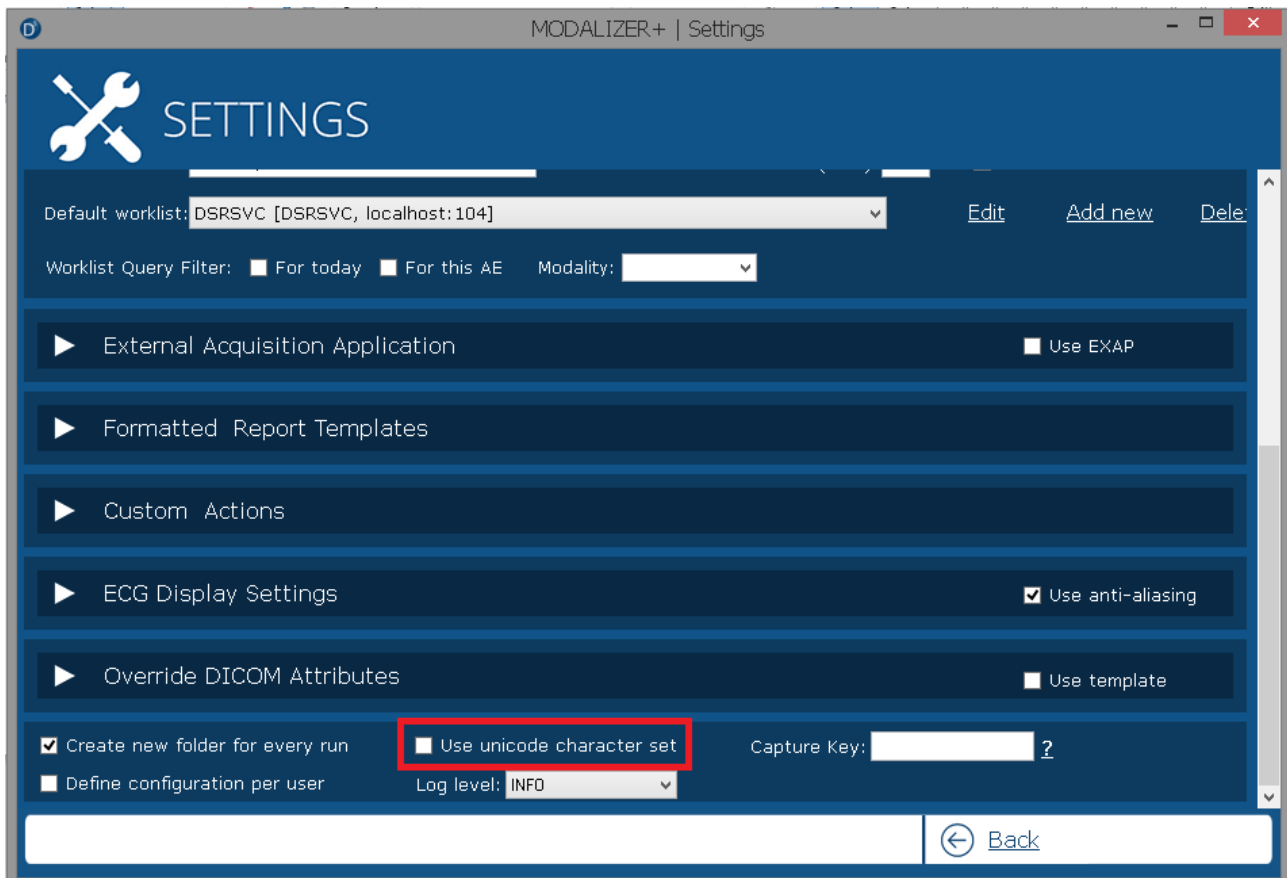 MODALIZER+ | Settings
SETTINGS
Default worklist: DSRSVC [DSRSVC, localhost:104] Edit Add new Dele
Worklist Query Filter: For today For this AE Modality:
External Acquisition Application Use EXAP
Formatted Report Templates
Custom Actions
ECG Display Settings Use anti-aliasing
Override DICOM Attributes Use template
Create new folder for every run Use unicode character set Capture Key: ?
Define configuration per user Log level: INFO
Back